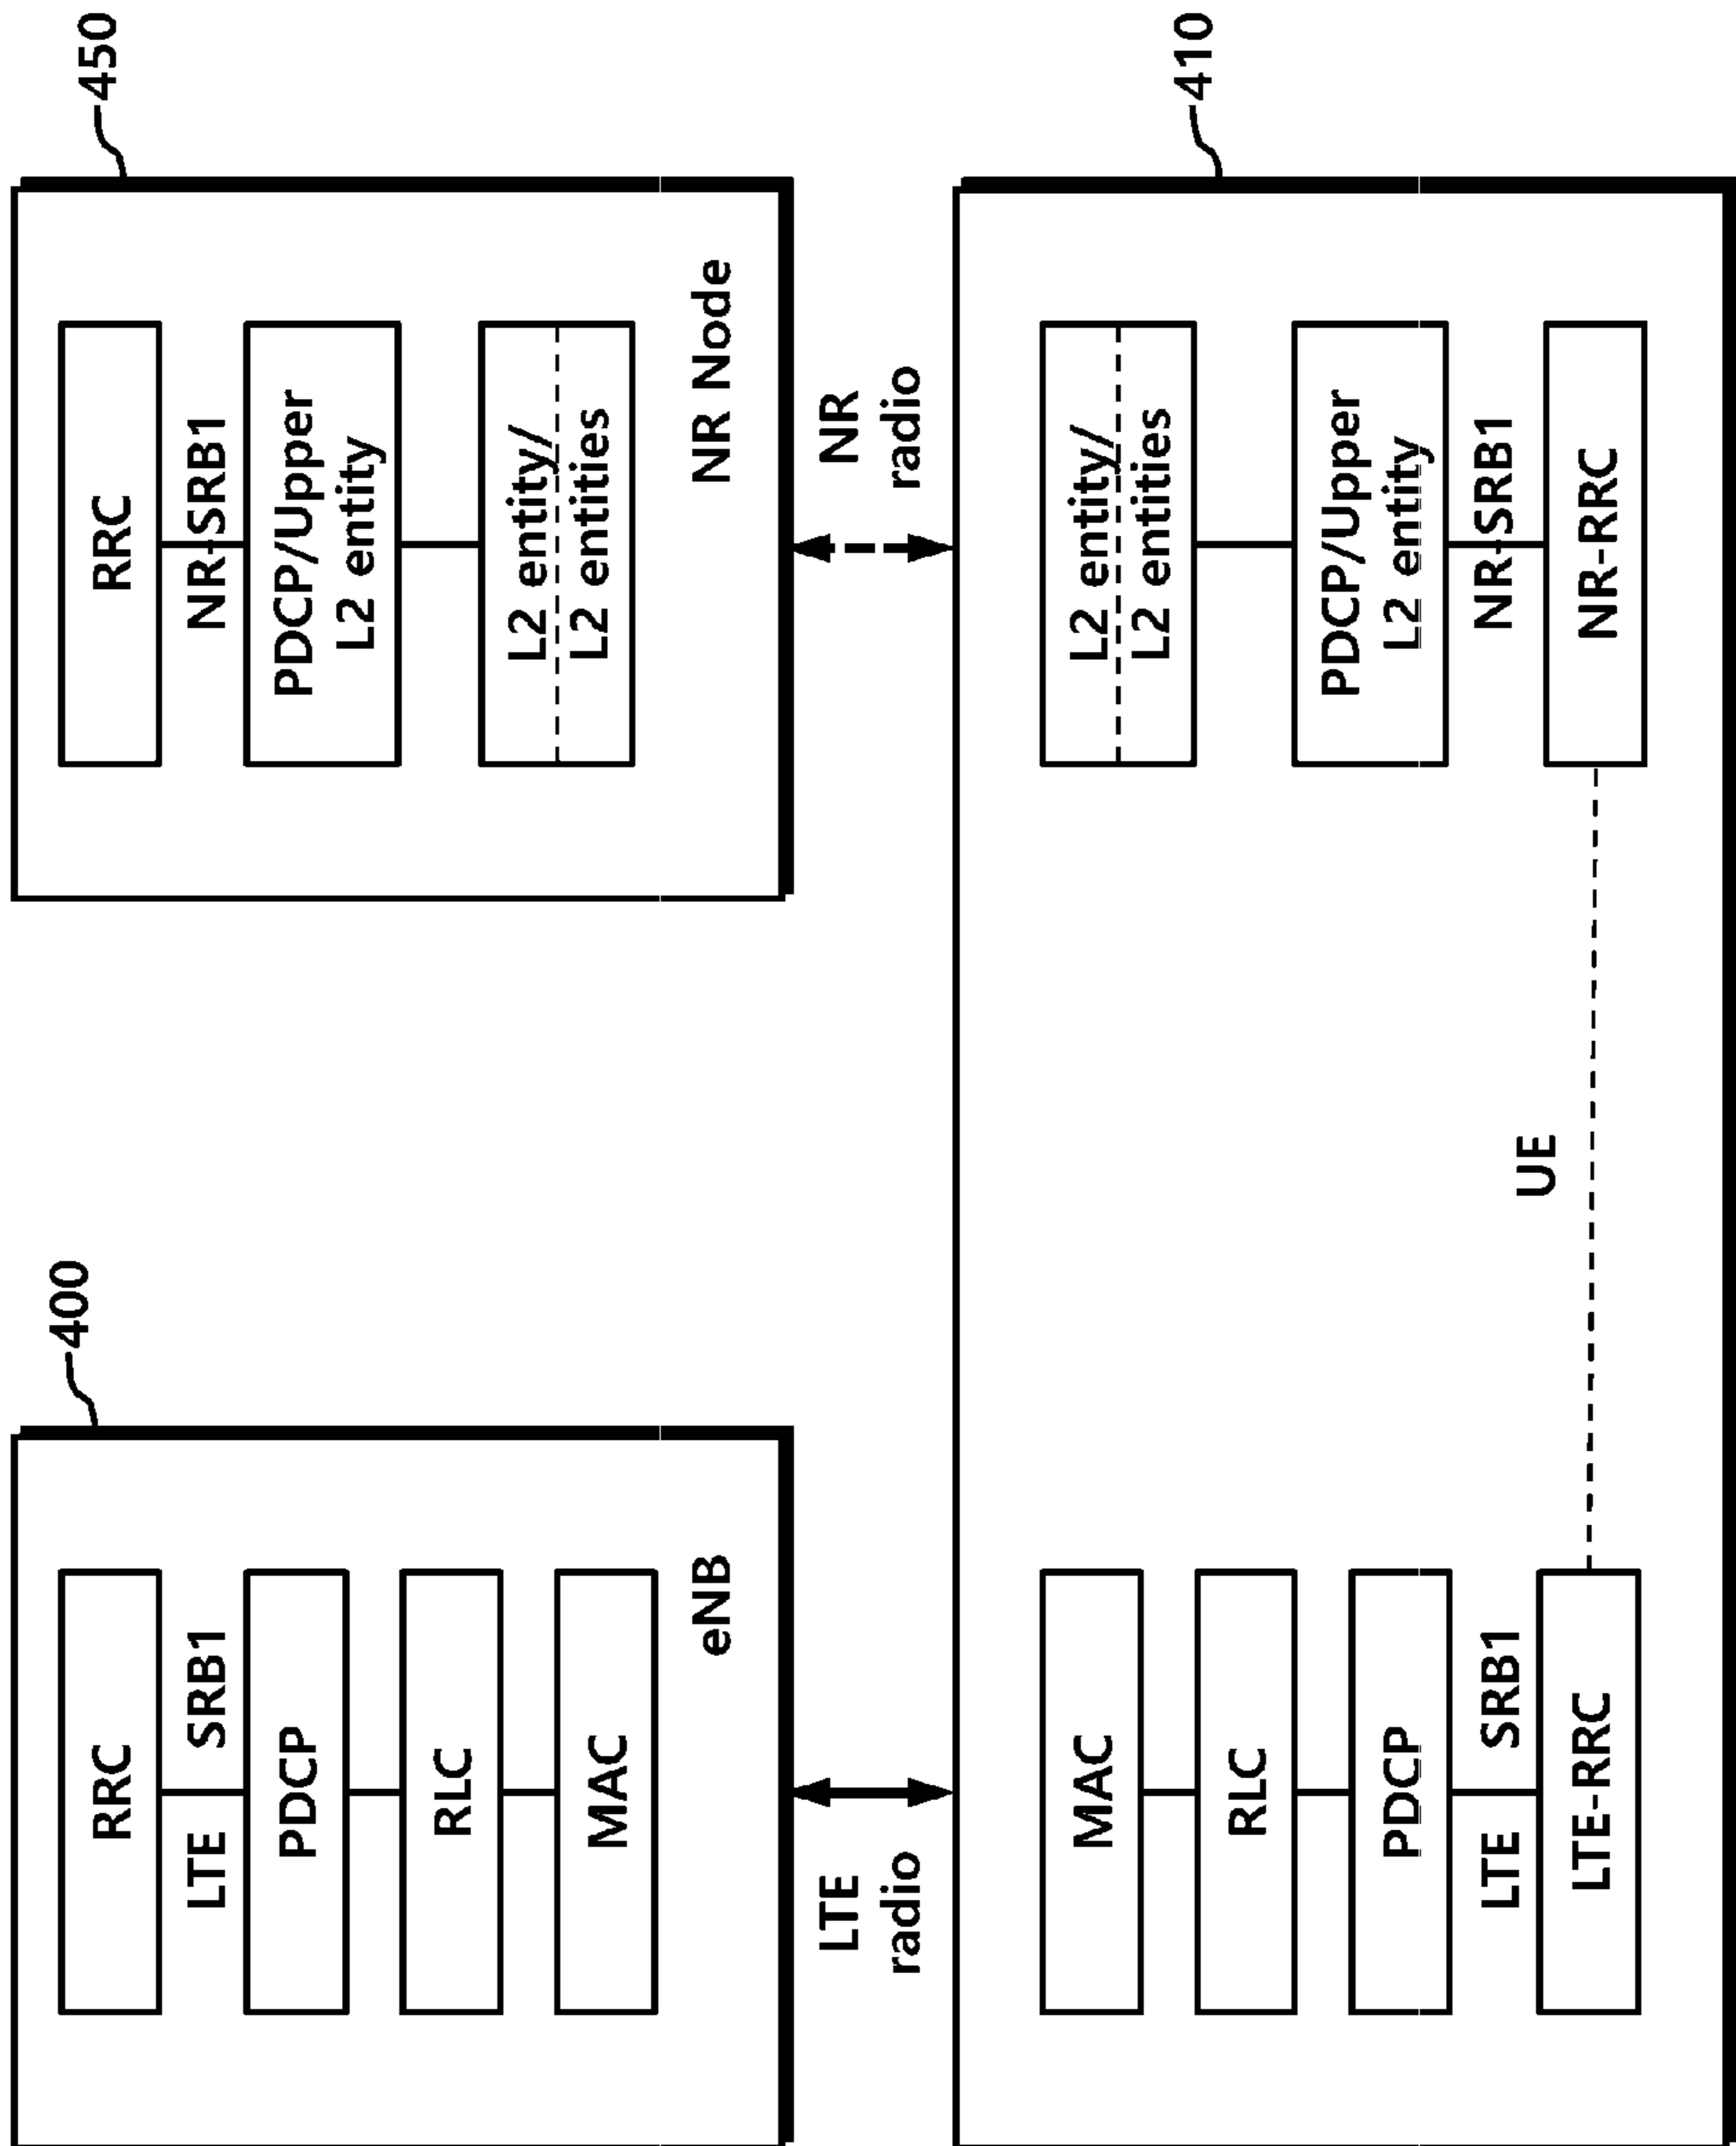 400
RRC
LTE SRB1
PDCP
RLC
MAC
eNB
450
RRC
NR-SRB1
PDCP/Upper
L2 entity
L2 entity/
L2 entities
NR Node
LTE
radio
NR
radio
410
MAC
RLC
PDCP
LTE SRB1
LTE-RRC
UE
L2 entity/
L2 entities
PDCP/Upper
L2 entity
NR-SRB1
NR-RRC